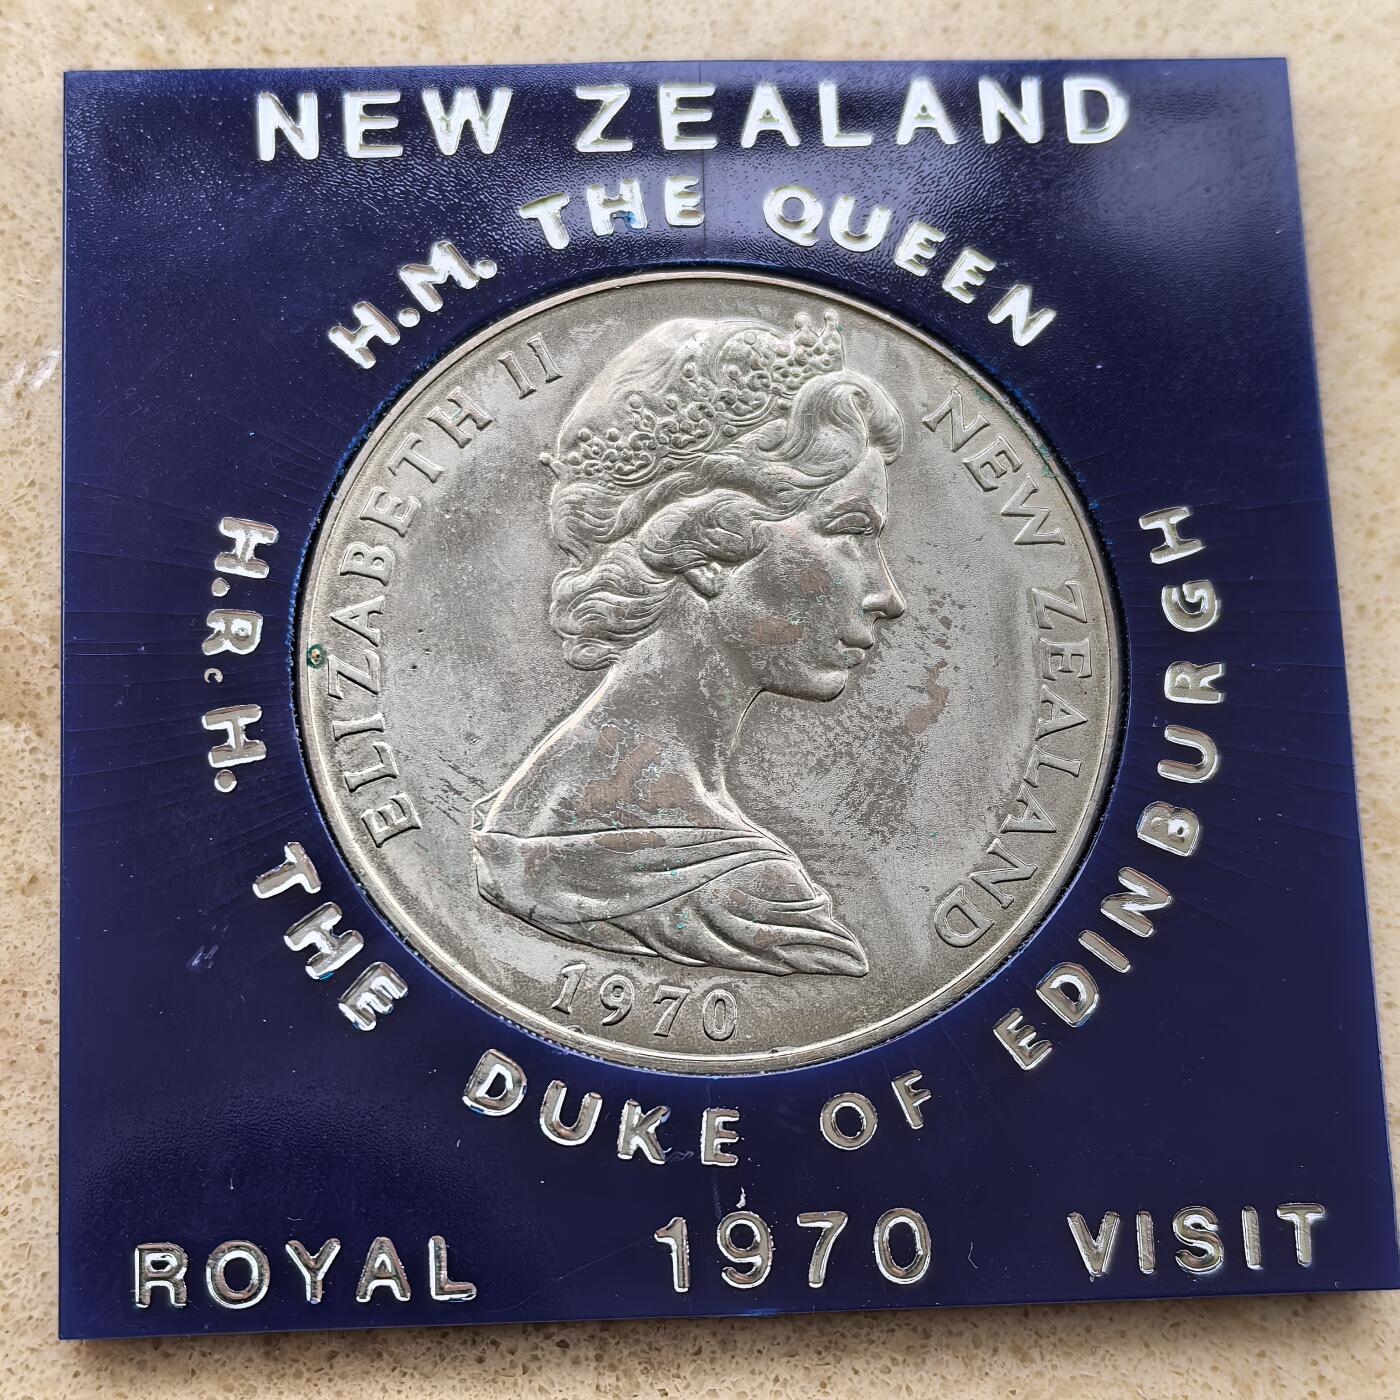 NEW ZEALAND
H.M. THE QUEEN
ELIZABETH II
NEW ZEALAND
1970
H.R.H. THE DUKE OF EDINBURGH
ROYAL 1970 VISIT